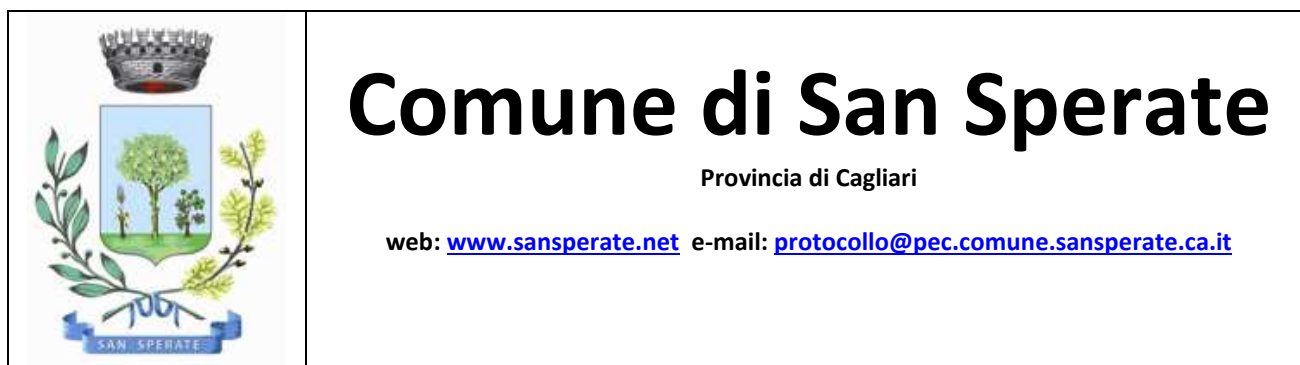 SAN SPERATE
Comune di San Sperate
Provincia di Cagliari
web: www.sansperate.net e-mail: protocollo@pec.comune.sansperate.ca.it